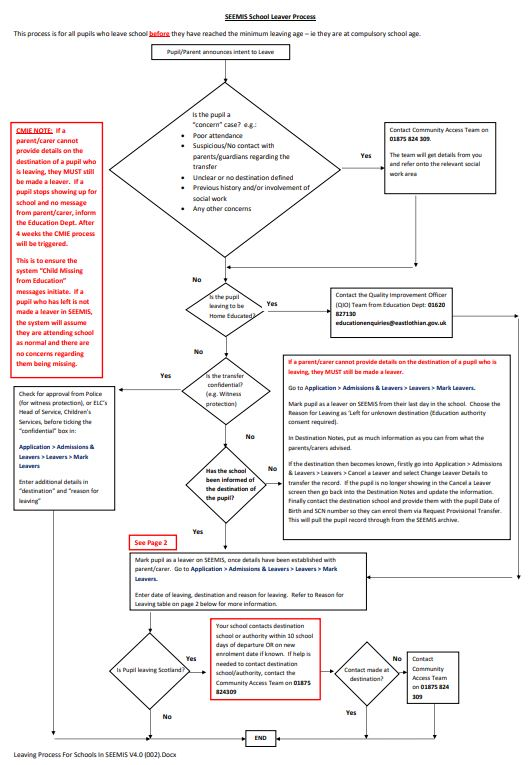 SEEMIS School Leaver Process
This process is for all pupils who leave school before they have reached the minimum leaving age – ie they are at compulsory school age.
Pupil/Parent announces intent to Leave
Is the pupil a
“concern” case? e.g.:
• Poor attendance
• Suspicious/No contact with
parents/guardians regarding the
transfer
• Unclear or no destination defined
• Previous history and/or involvement of
social work
• Any other concerns
Yes
Contact Community Access Team on
01875 824 309.
The team will get details from you
and refer onto the relevant social
work area
CMIE NOTE: If a
parent/carer cannot
provide details on the
destination of a pupil who
is leaving, they MUST still
be made a leaver. If a
pupil stops showing up for
school and no message
from parent/carer, inform
the Education Dept. After
4 weeks the CMIE process
will be triggered.
This is to ensure the
system “Child Missing
from Education”
messages initiate. If a
pupil who has left is not
made a leaver in SEEMIS,
the system will assume
they are attending school
as normal and there are
no concerns regarding
them being missing.
No
Is the pupil
leaving to be
Home Educated?
Yes
Contact the Quality Improvement Officer
(QIO) Team from Education Dept: 01620
827130
educationenquiries@eastlothian.gov.uk
No
Is the transfer
confidential?
(e.g. Witness
protection)
Yes
Check for approval from Police
(for witness protection), or ELC’s
Head of Service, Children’s
Services, before ticking the
“confidential” box in:
Application > Admissions &
Leavers > Leavers > Mark
Leavers
Enter additional details in
“destination” and “reason for
leaving”
No
Has the school
been informed of
the destination of
the pupil?
No
If a parent/carer cannot provide details on the destination of a pupil who is
leaving, they MUST still be made a leaver.
Go to Application > Admissions & Leavers > Leavers > Mark Leavers.
Mark pupil as a leaver on SEEMIS from their last day in the school. Choose the
Reason for Leaving as ‘Left for unknown destination (Education authority
consent required).
In Destination Notes, put as much information as you can from what the
parents/carers advised.
If the destination then becomes known, firstly go into Application > Admissions
& Leavers > Leavers > Cancel a Leaver and select Change Leaver Details to
transfer the record. If the pupil is no longer showing in the Cancel a Leaver
screen then go back into the Destination Notes and update the information.
Finally contact the destination school and provide them with the pupil Date of
Birth and SCN number so they can enrol them via Request Provisional Transfer.
This will pull the pupil record through from the SEEMIS archive.
Yes
See Page 2
Mark pupil as a leaver on SEEMIS, once details have been established with
parent/carer. Go to Application > Admissions & Leavers > Leavers > Mark
Leavers.
Enter date of leaving, destination and reason for leaving. Refer to Reason for
Leaving table on page 2 below for more information.
Is Pupil leaving Scotland?
Yes
Your school contacts destination
school or authority within 10 school
days of departure OR on new
enrolment date if known. If help is
needed to contact destination
school/authority, contact the
Community Access Team on 01875
824309
Contact made at
destination?
No
Contact
Community
Access Team
on 01875 824
309
No
Yes
END
Leaving Process For Schools In SEEMIS V4.0 (002).Docx